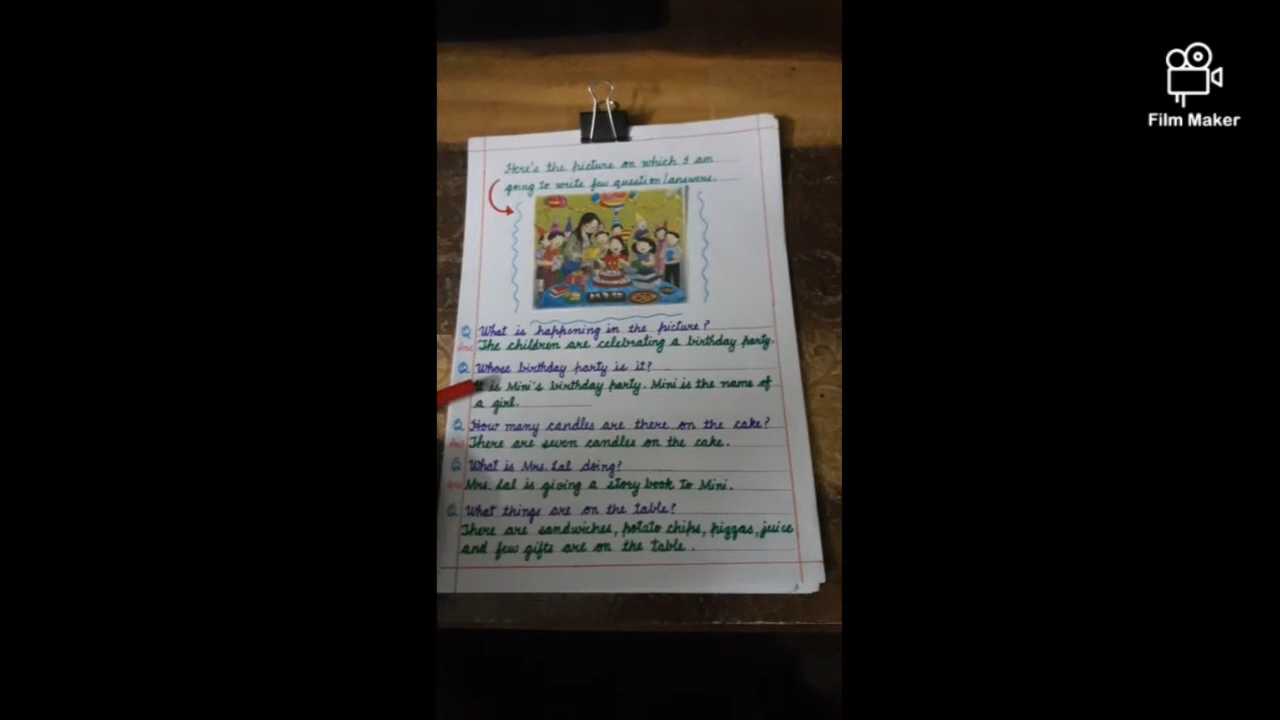 Film Maker
Here's the picture on which I am
going to write few question/answers.
Q What is happening in the picture?
Ans The children are celebrating a birthday party.
Q Whose birthday party is it?
It is Mini's birthday party. Mini is the name of
a girl.
Q How many candles are there on the cake?
Ans There are seven candles on the cake.
Q What is Mrs. Lal doing?
Ans Mrs. Lal is giving a story book to Mini.
Q What things are on the table?
There are sandwiches, potato chips, pizzas, juice
and few gifts are on the table.